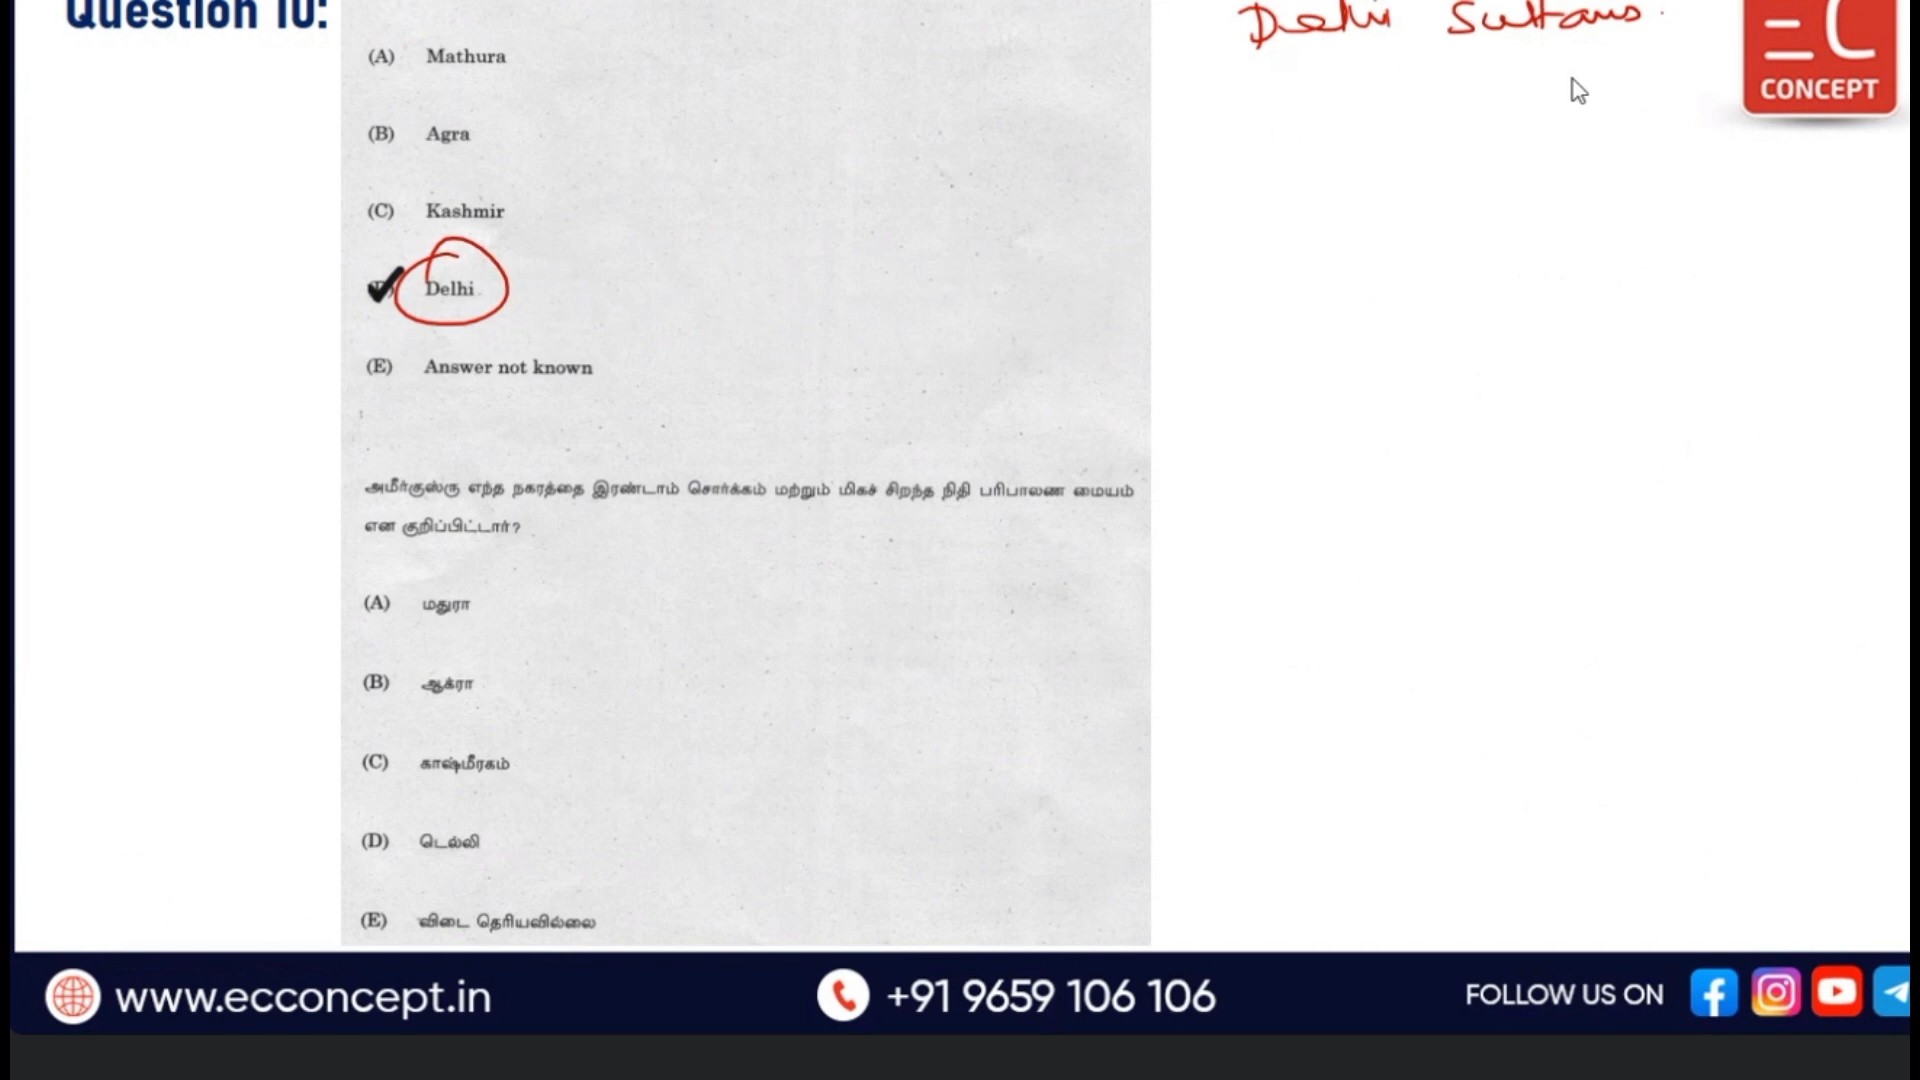 Question 10:
Delhi Sultans.
EC
CONCEPT
(A) Mathura
(B) Agra
(C) Kashmir
Delhi
(E) Answer not known
அமீர்குஸ்ரு எந்த நகரத்தை இரண்டாம் சொர்க்கம் மற்றும் மிகச் சிறந்த நிதி பரிபாலண மையம்
என குறிப்பிட்டார்?
(A) மதுரா
(B) ஆக்ரா
(C) காஷ்மீரகம்
(D) டெல்லி
(E) விடை தெரியவில்லை
www.ecconcept.in +91 9659 106 106 FOLLOW US ON